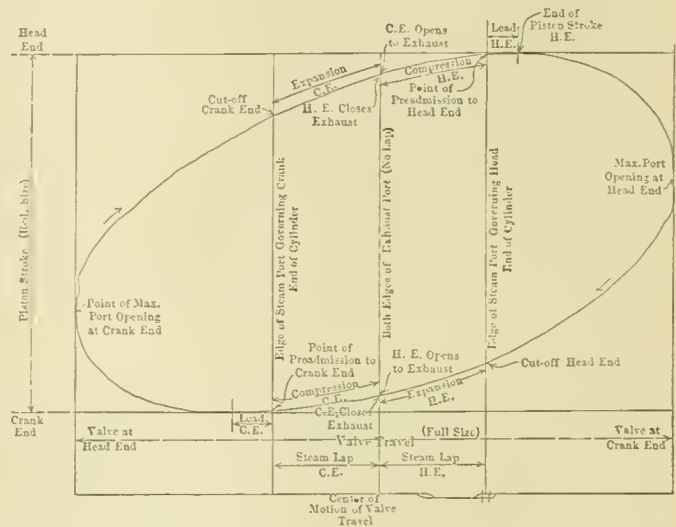 Head
End
C.E. Opens
to Exhaust
Lead
H.E.
End of
Piston Stroke
H.E.
Expansion
C.E.
Compression
H.E.
Cut-off
Crank End
H. E. Closes
Exhaust
Point of
Preadmission to
Head End
Piston Stroke (Red. Size)
Edge of Steam Port Governing Crank
End of Cylinder
Both Edges of Exhaust Port (No Lap)
Edge of Steam Port Governing Head
End of Cylinder
Max. Port
Opening at
Head End
Point of Max.
Port Opening
at Crank End
Point of
Preadmission to
Crank End
H. E. Opens
to Exhaust
Cut-off Head End
Compression
C.E.
Expansion
H.E.
C.E. Closes
Exhaust
Crank
End
Lead
C.E.
Valve at
Head End
Valve Travel (Full Size)
Valve at
Crank End
Steam Lap
C.E.
Steam Lap
H.E.
Center of
Motion of Valve
Travel